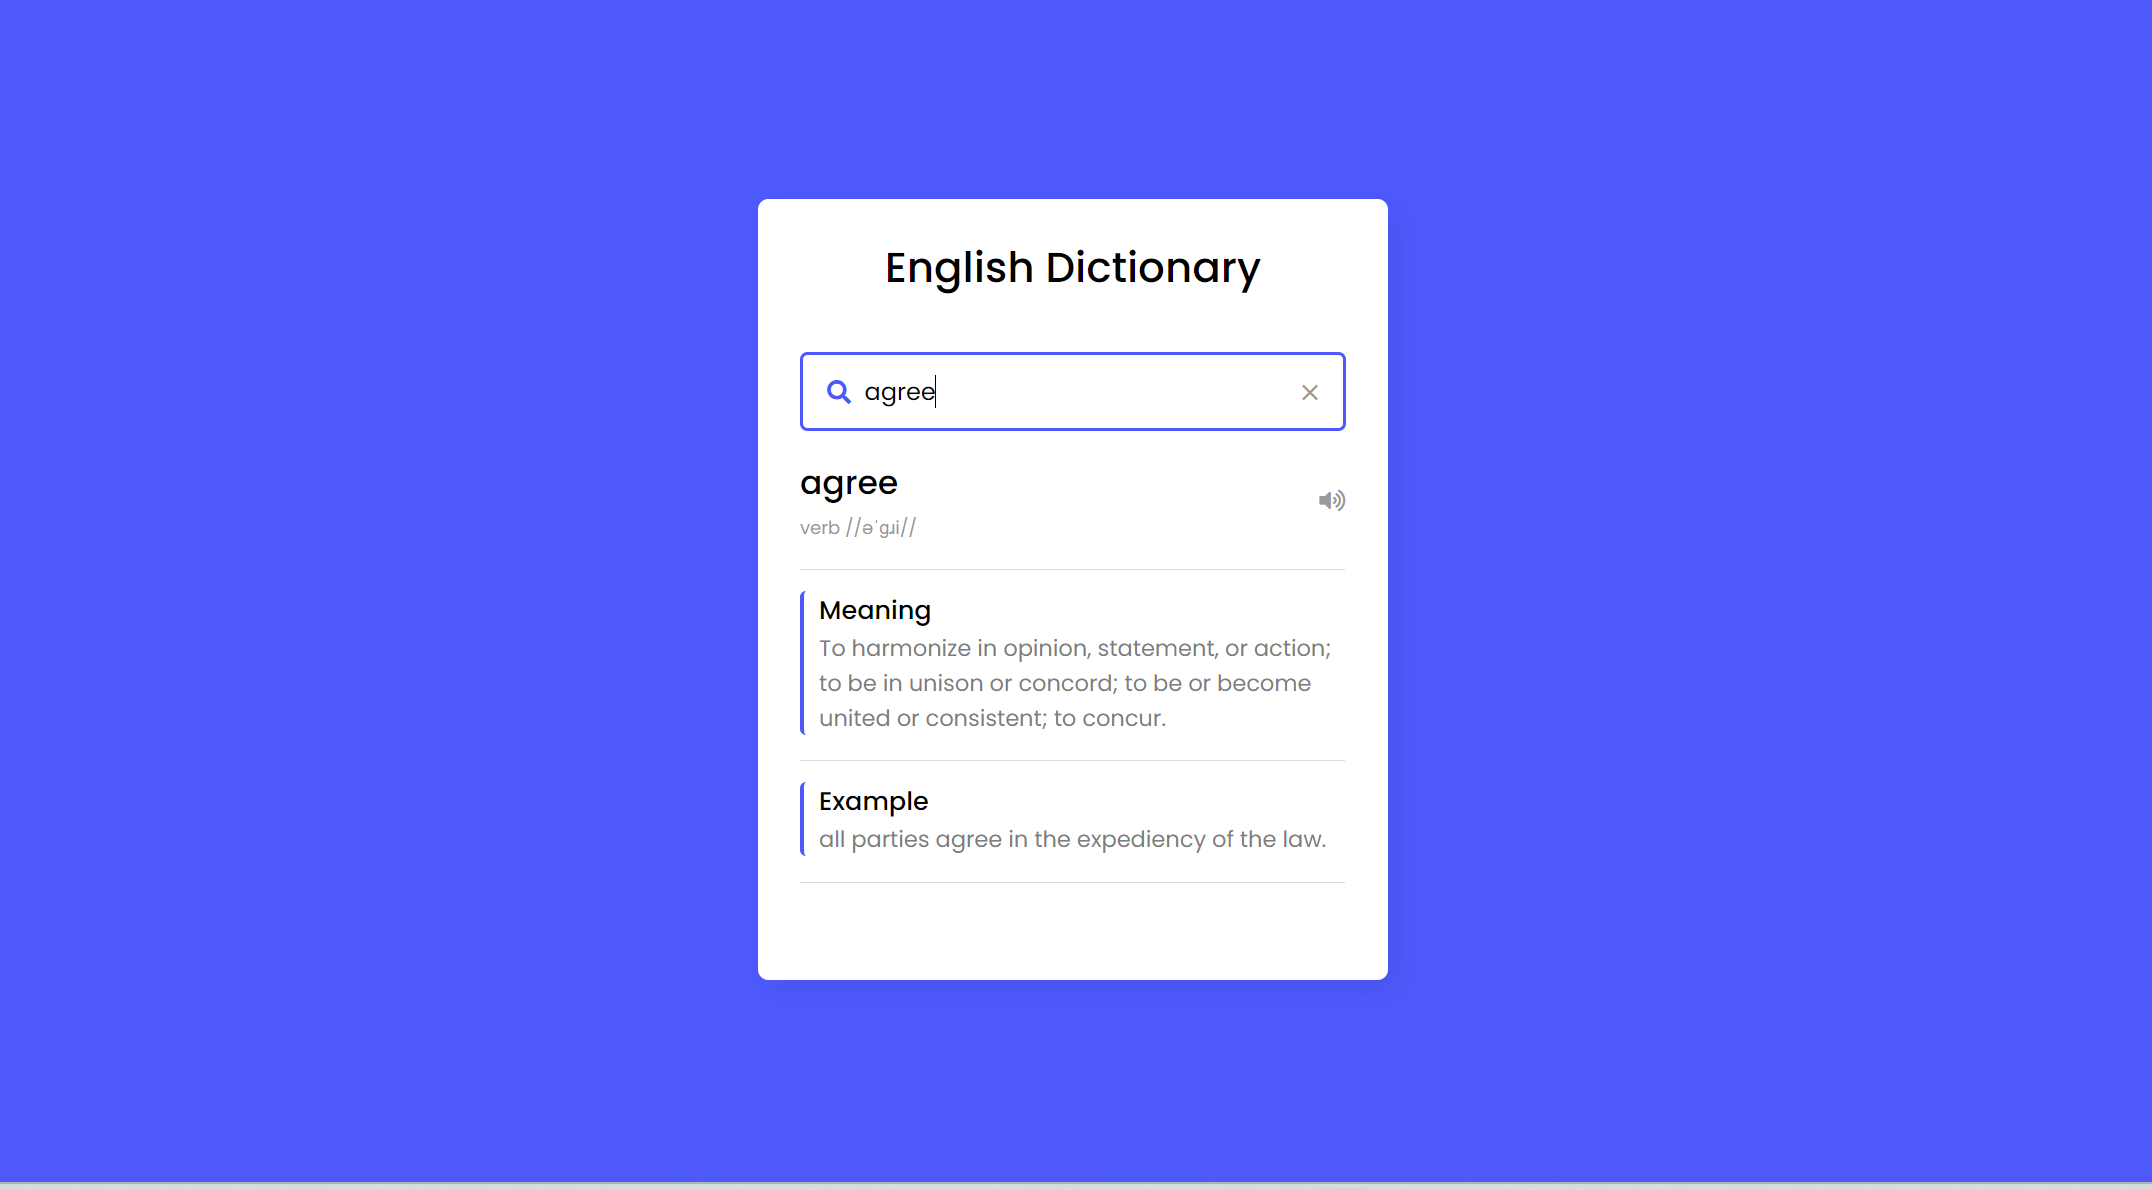 English Dictionary
agree
agree
verb //əˈɡɹi//
Meaning
To harmonize in opinion, statement, or action;
to be in unison or concord; to be or become
united or consistent; to concur.
Example
all parties agree in the expediency of the law.